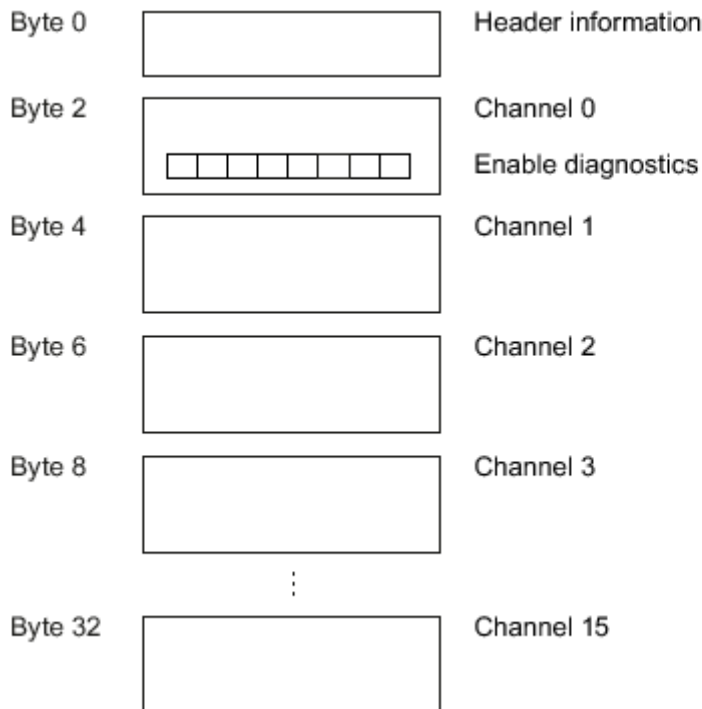 Byte 0 Header information
Byte 2 Channel 0
Enable diagnostics
Byte 4 Channel 1
Byte 6 Channel 2
Byte 8 Channel 3
Byte 32 Channel 15